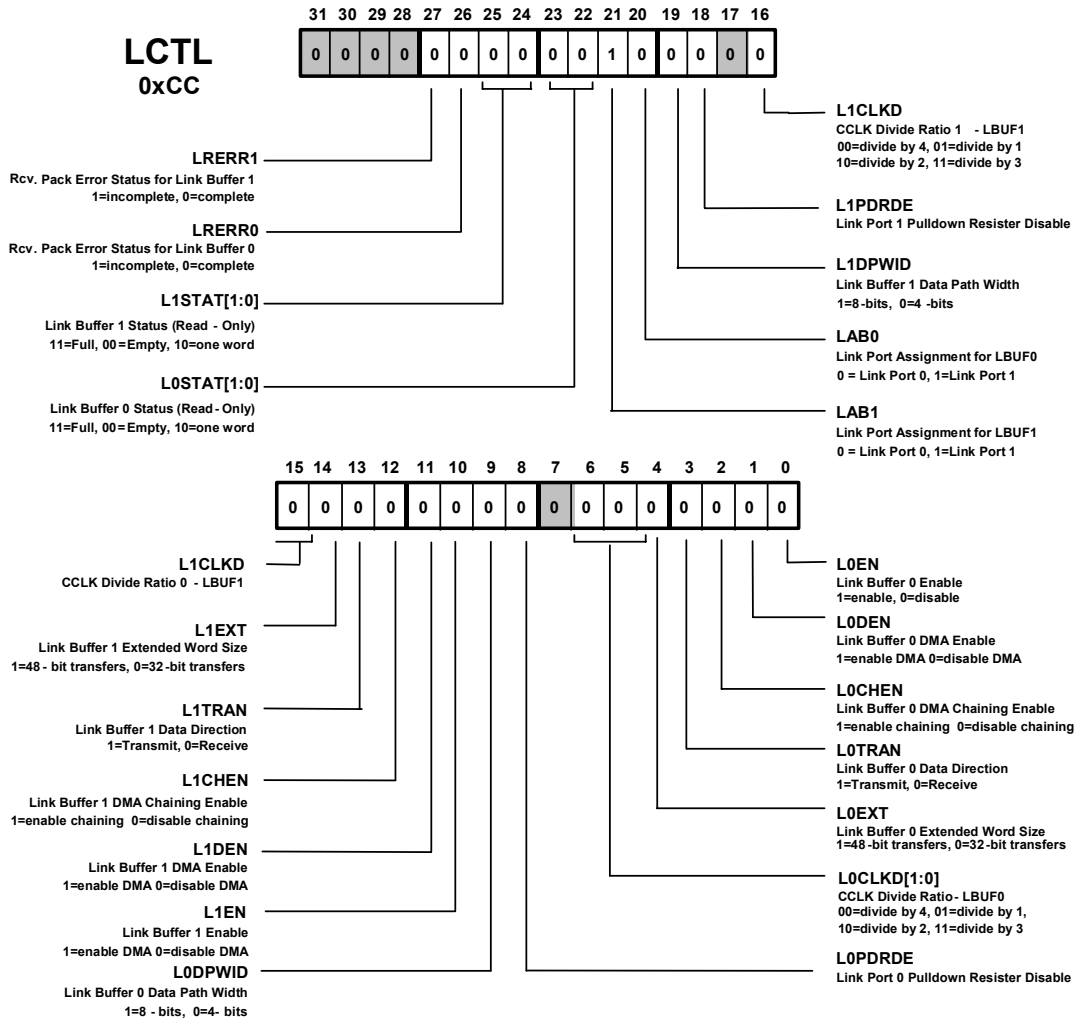 31 30 29 28 27 26 25 24 23 22 21 20 19 18 17 16
LCTL
0xCC
0 0 0 0 0 0 0 0 0 0 1 0 0 0 0 0
LRERR1
Rcv. Pack Error Status for Link Buffer 1
1=incomplete, 0=complete
LRERR0
Rcv. Pack Error Status for Link Buffer 0
1=incomplete, 0=complete
L1STAT[1:0]
Link Buffer 1 Status (Read - Only)
11=Full, 00=Empty, 10=one word
L0STAT[1:0]
Link Buffer 0 Status (Read - Only)
11=Full, 00=Empty, 10=one word
L1CLKD
CCLK Divide Ratio 1 - LBUF1
00=divide by 4, 01=divide by 1
10=divide by 2, 11=divide by 3
L1PDRDE
Link Port 1 Pulldown Resister Disable
L1DPWID
Link Buffer 1 Data Path Width
1=8-bits, 0=4 -bits
LAB0
Link Port Assignment for LBUF0
0 = Link Port 0, 1=Link Port 1
LAB1
Link Port Assignment for LBUF1
0 = Link Port 0, 1=Link Port 1
15 14 13 12 11 10 9 8 7 6 5 4 3 2 1 0
0 0 0 0 0 0 0 0 0 0 0 0 0 0 0 0
L1CLKD
CCLK Divide Ratio 0 - LBUF1
L1EXT
Link Buffer 1 Extended Word Size
1=48 - bit transfers, 0=32-bit transfers
L1TRAN
Link Buffer 1 Data Direction
1=Transmit, 0=Receive
L1CHEN
Link Buffer 1 DMA Chaining Enable
1=enable chaining 0=disable chaining
L1DEN
Link Buffer 1 DMA Enable
1=enable DMA 0=disable DMA
L1EN
Link Buffer 1 Enable
1=enable DMA 0=disable DMA
L0DPWID
Link Buffer 0 Data Path Width
1=8 - bits, 0=4- bits
L0EN
Link Buffer 0 Enable
1=enable, 0=disable
L0DEN
Link Buffer 0 DMA Enable
1=enable DMA 0=disable DMA
L0CHEN
Link Buffer 0 DMA Chaining Enable
1=enable chaining 0=disable chaining
L0TRAN
Link Buffer 0 Data Direction
1=Transmit, 0=Receive
L0EXT
Link Buffer 0 Extended Word Size
1=48-bit transfers, 0=32-bit transfers
L0CLKD[1:0]
CCLK Divide Ratio- LBUF0
00=divide by 4, 01=divide by 1,
10=divide by 2, 11=divide by 3
L0PDRDE
Link Port 0 Pulldown Resister Disable